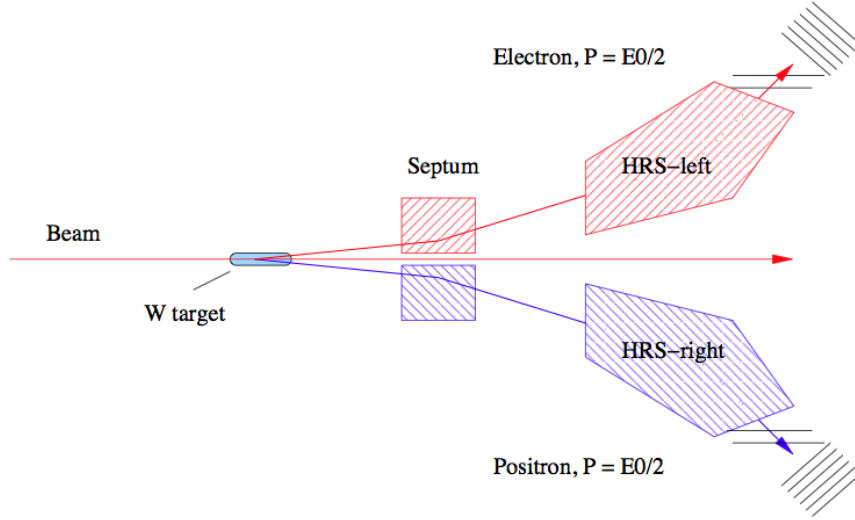 Electron, P = E0/2
Septum
HRS−left
Beam
W target
HRS−right
Positron, P = E0/2